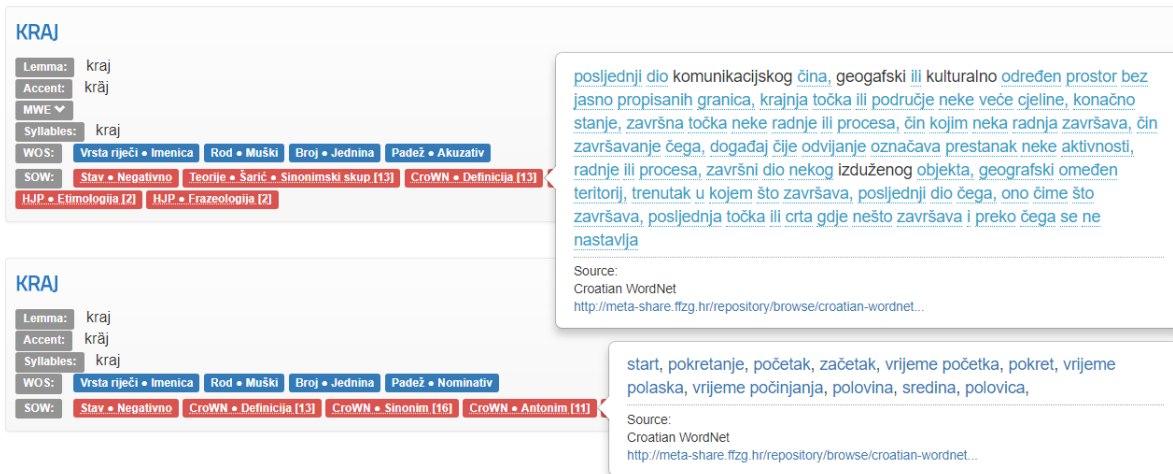 KRAJ
Lemma: kraj
Accent: krȃj
MWE
Syllables: kraj
WOS: Vrsta riječi • Imenica Rod • Muški Broj • Jednina Padež • Akuzativ
SOW: Stav • Negativno Teorije • Šarić • Sinonimski skup [13] CroWN • Definicija [13]
HJP • Etimologija [2] HJP • Frazeologija [2]
posljednji dio komunikacijskog čina, geogafski ili kulturalno određen prostor bez
jasno propisanih granica, krajnja točka ili područje neke veće cjeline, konačno
stanje, završna točka neke radnje ili procesa, čin kojim neka radnja završava, čin
završavanje čega, događaj čije odvijanje označava prestanak neke aktivnosti,
radnje ili procesa, završni dio nekog izduženog objekta, geografski omeđen
teritorij, trenutak u kojem što završava, posljednji dio čega, ono čime što
završava, posljednja točka ili crta gdje nešto završava i preko čega se ne
nastavlja
Source:
Croatian WordNet
http://meta-share.ffzg.hr/repository/browse/croatian-wordnet...
KRAJ
Lemma: kraj
Accent: krȃj
Syllables: kraj
WOS: Vrsta riječi • Imenica Rod • Muški Broj • Jednina Padež • Nominativ
SOW: Stav • Negativno CroWN • Definicija [13] CroWN • Sinonim [16] CroWN • Antonim [11]
start, pokretanje, početak, začetak, vrijeme početka, pokret, vrijeme
polaska, vrijeme počinjanja, polovina, sredina, polovica,
Source:
Croatian WordNet
http://meta-share.ffzg.hr/repository/browse/croatian-wordnet...